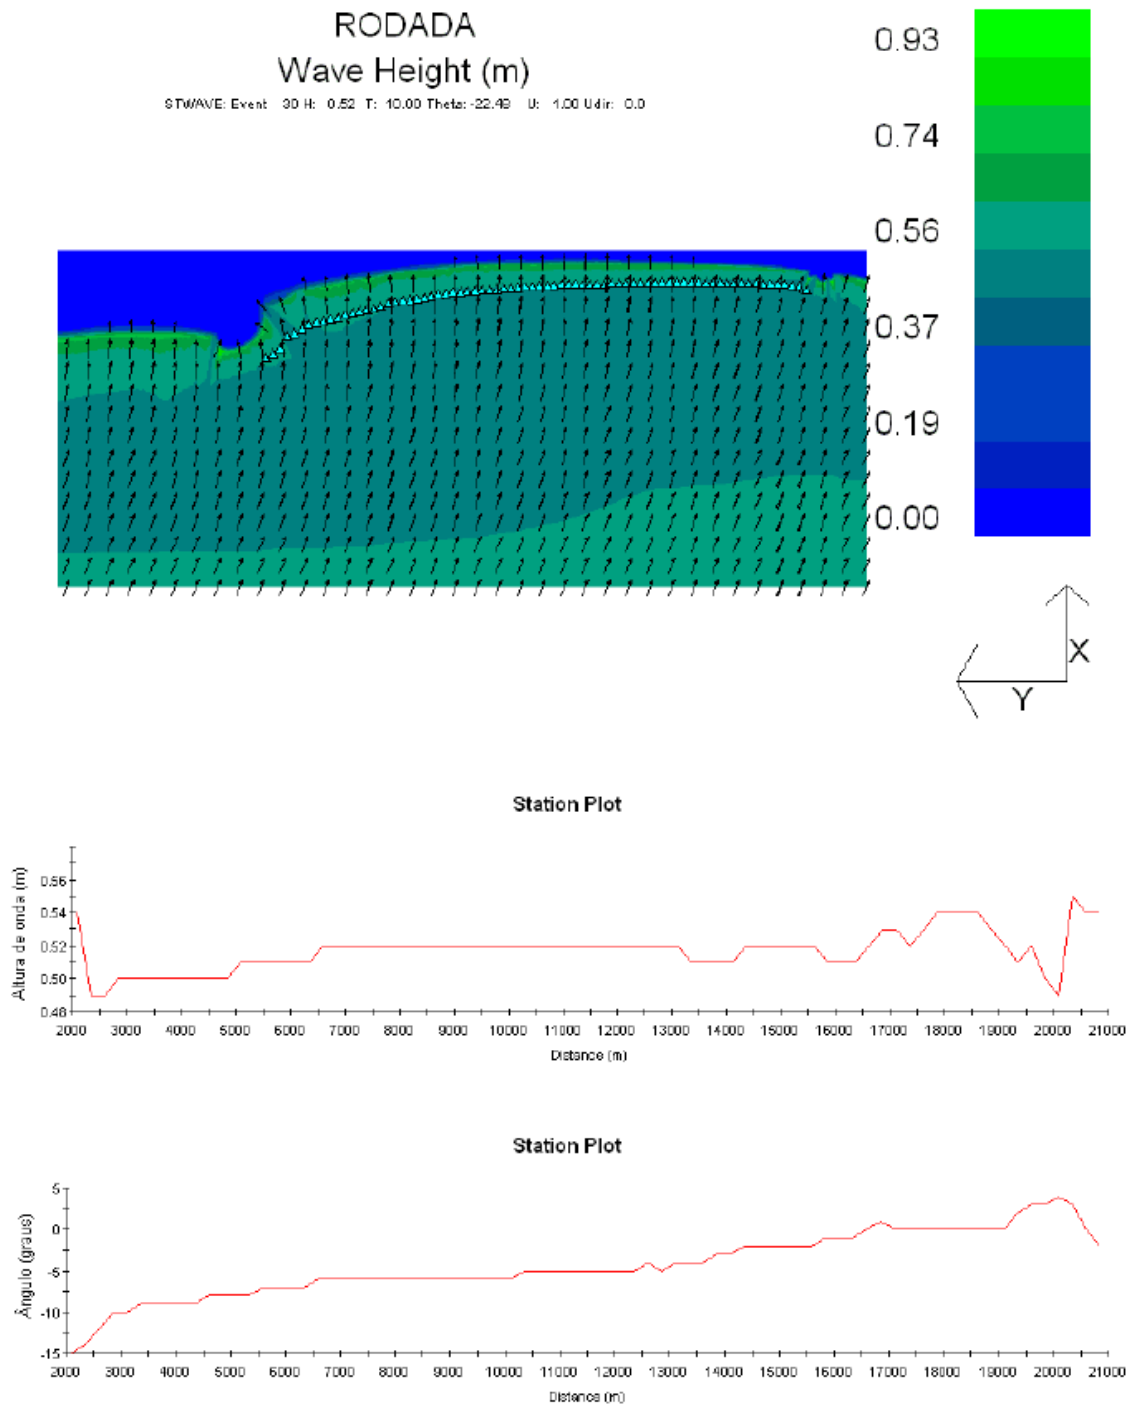 RODADA
Wave Height (m)
STWAVE: Event 30 H: 0.52 T: 10.00 Theta: -22.49 U: 1.00 Udir: 0.0
0.93
0.74
0.56
0.37
0.19
0.00
X
Y
Station Plot
Altura de onda (m)
0.56
0.54
0.52
0.50
0.48
2000 3000 4000 5000 6000 7000 8000 9000 10000 11000 12000 13000 14000 15000 16000 17000 18000 19000 20000 21000
Distance (m)
Station Plot
Ângulo (graus)
5
0
-5
-10
-15
2000 3000 4000 5000 6000 7000 8000 9000 10000 11000 12000 13000 14000 15000 16000 17000 18000 19000 20000 21000
Distance (m)